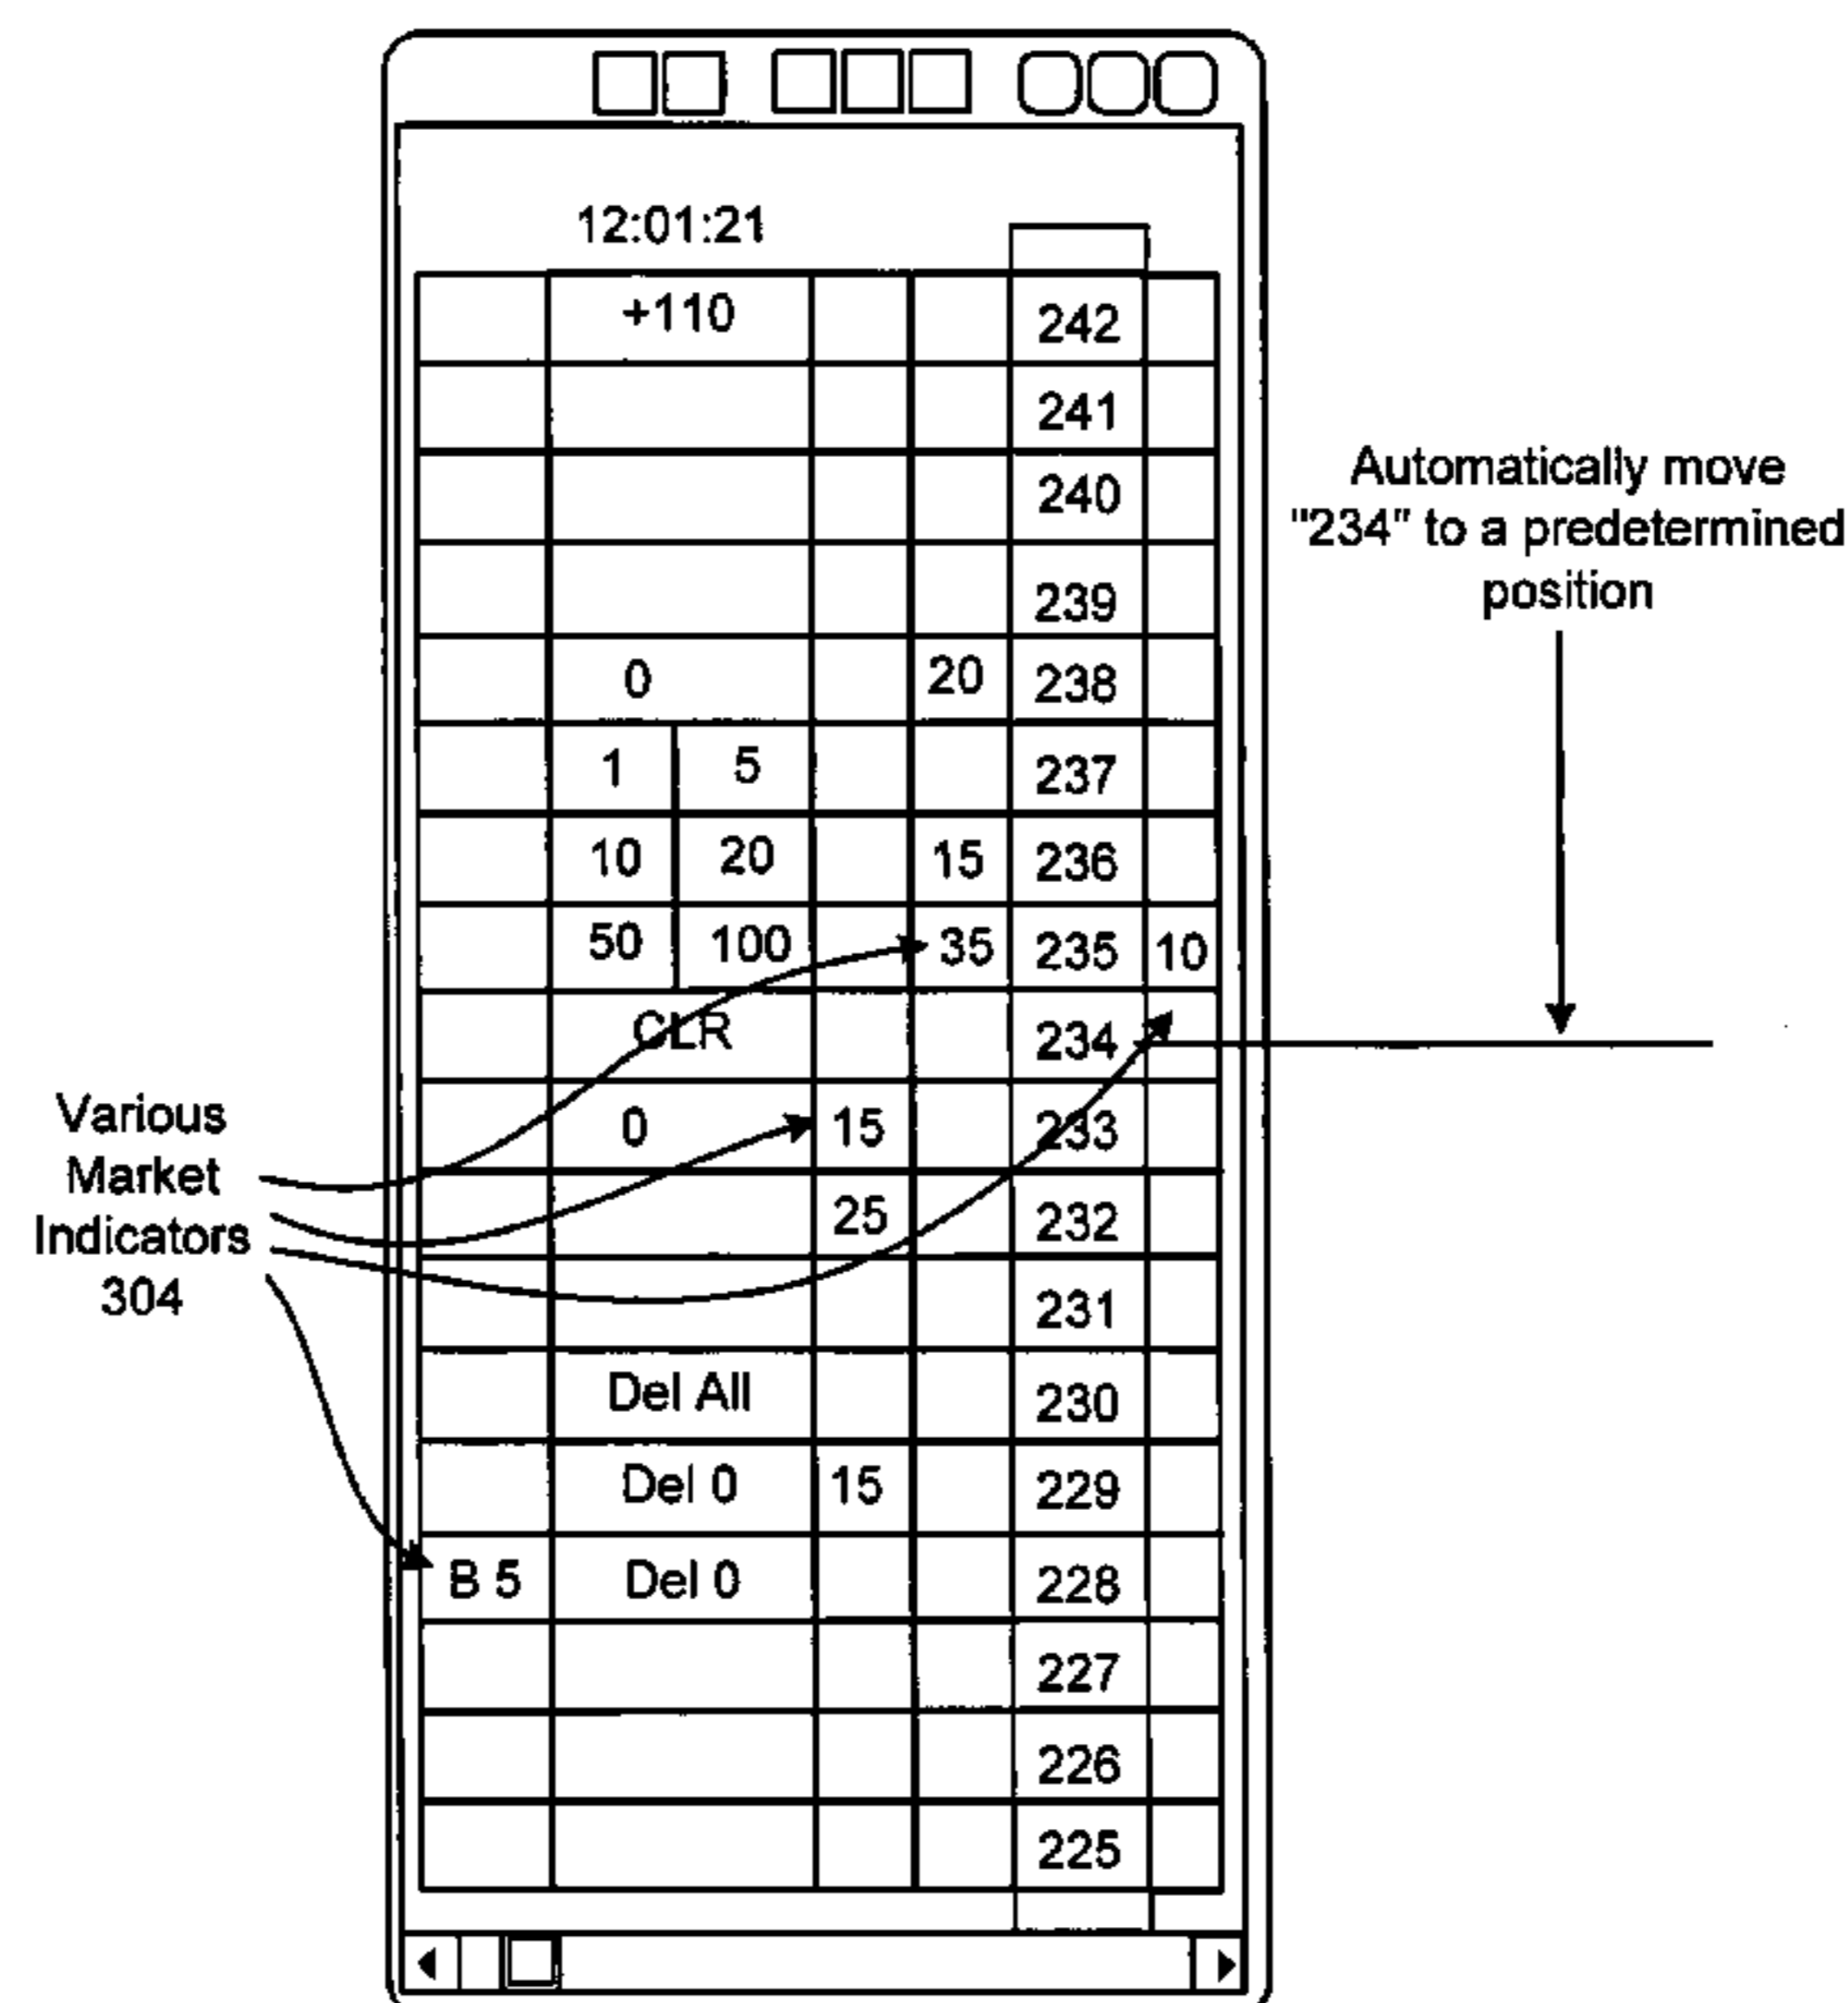 12:01:21
+110 242
241
240
Automatically move
"234" to a predetermined
position
239
0 20 238
1 5 237
10 20 15 236
50 100 35 235 10
CLR 234
Various
Market
Indicators
304
0 15 233
25 232
231
Del All 230
Del 0 15 229
B 5 Del 0 228
227
226
225